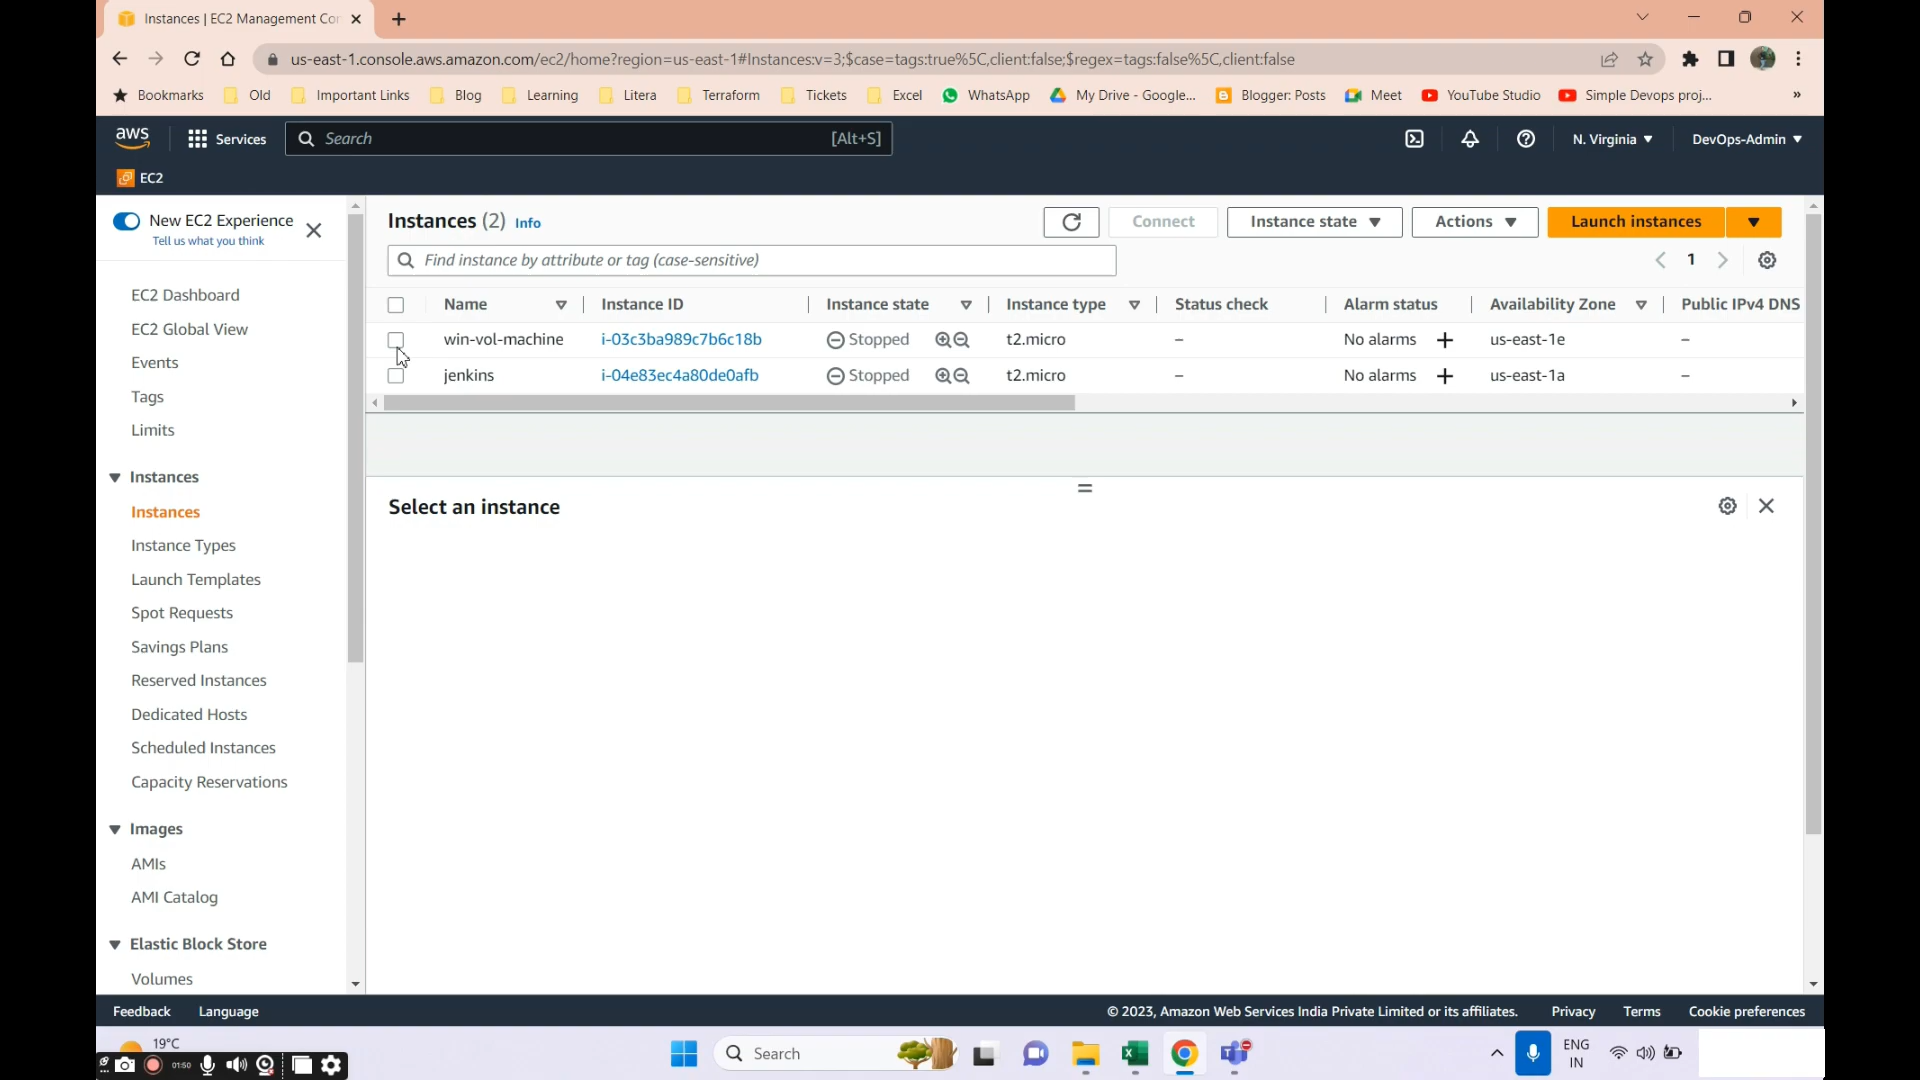 Instances | EC2 Management Con
us-east-1.console.aws.amazon.com/ec2/home?region=us-east-1#Instances:v=3;$case=tags:true%5C,client:false;$regex=tags:false%5C,client:false
Bookmarks Old Important Links Blog Learning Litera Terraform Tickets Excel WhatsApp My Drive - Google... Blogger: Posts Meet YouTube Studio Simple Devops proj... »
aws Services Search [Alt+S] N. Virginia DevOps-Admin
EC2
New EC2 Experience
Tell us what you think
EC2 Dashboard
EC2 Global View
Events
Tags
Limits
Instances
Instances
Instance Types
Launch Templates
Spot Requests
Savings Plans
Reserved Instances
Dedicated Hosts
Scheduled Instances
Capacity Reservations
Images
AMIs
AMI Catalog
Elastic Block Store
Volumes
Instances (2) Info Connect Instance state Actions Launch instances
Find instance by attribute or tag (case-sensitive) 1
Name Instance ID Instance state Instance type Status check Alarm status Availability Zone Public IPv4 DNS
win-vol-machine i-03c3ba989c7b6c18b Stopped t2.micro – No alarms + us-east-1e –
jenkins i-04e83ec4a80de0afb Stopped t2.micro – No alarms + us-east-1a –
Select an instance
Feedback Language © 2023, Amazon Web Services India Private Limited or its affiliates. Privacy Terms Cookie preferences
19°C
01:50
Search
ENG
IN